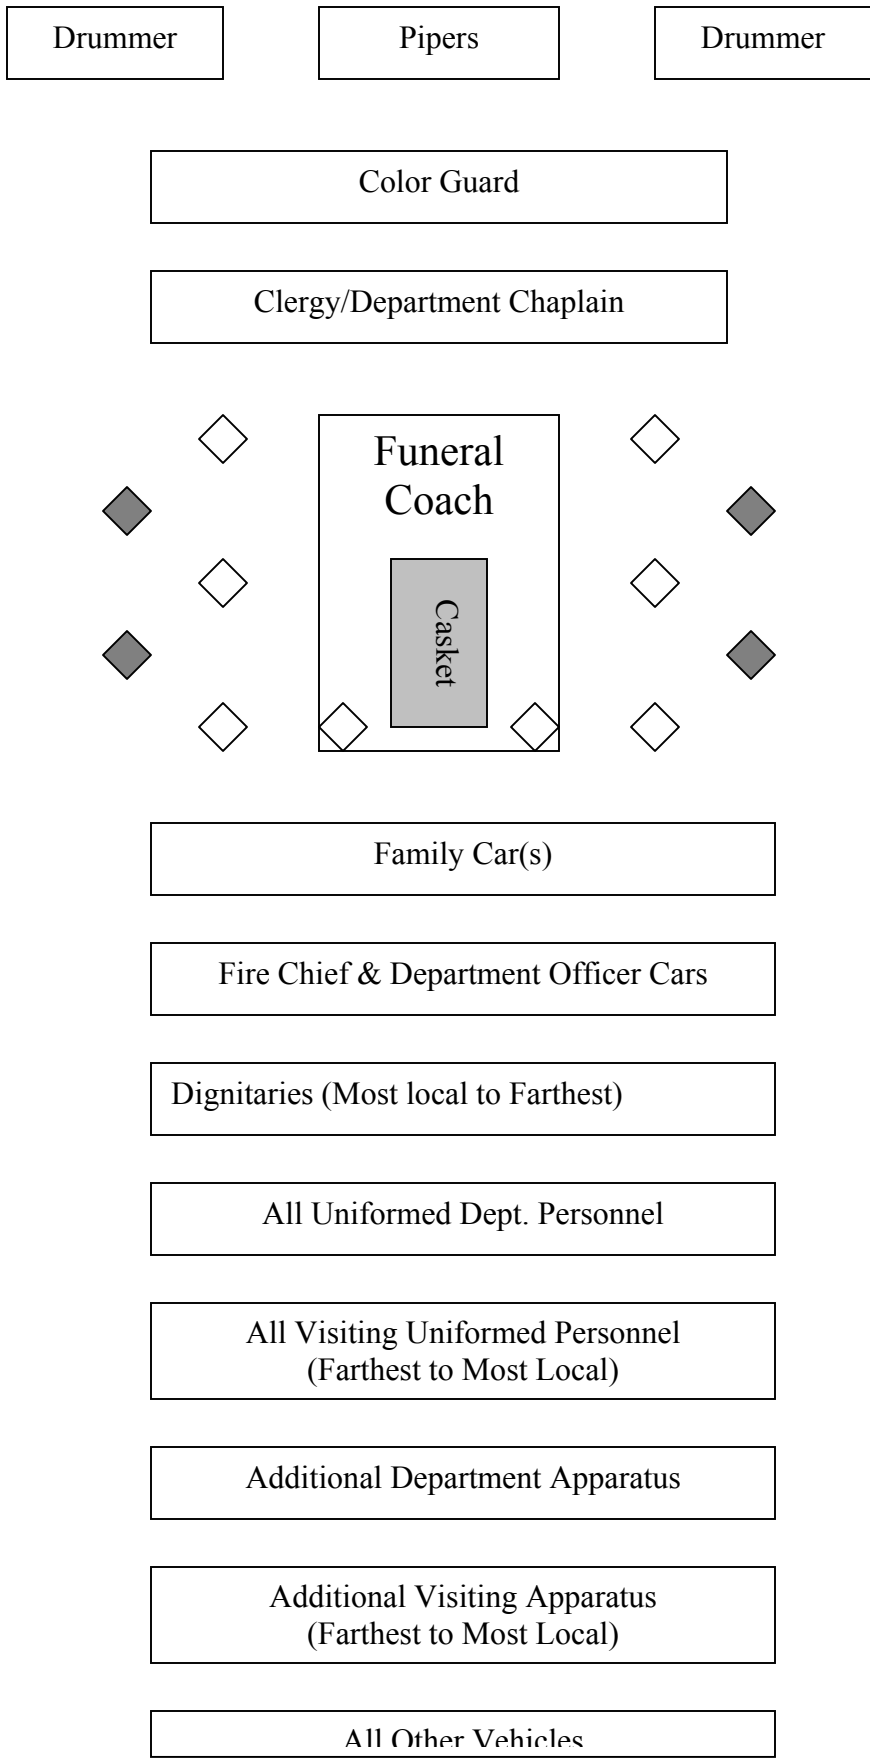 Drummer
Pipers
Drummer
Color Guard
Clergy/Department Chaplain
Funeral
Coach
Casket
Family Car(s)
Fire Chief & Department Officer Cars
Dignitaries (Most local to Farthest)
All Uniformed Dept. Personnel
All Visiting Uniformed Personnel
(Farthest to Most Local)
Additional Department Apparatus
Additional Visiting Apparatus
(Farthest to Most Local)
All Other Vehicles